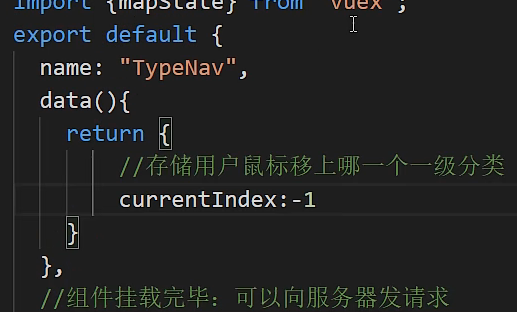 import {mapState} from 'vuex';
export default {
name: "TypeNav",
data(){
return {
//存储用户鼠标移上哪一个一级分类
currentIndex:-1
}
},
//组件挂载完毕：可以向服务器发请求